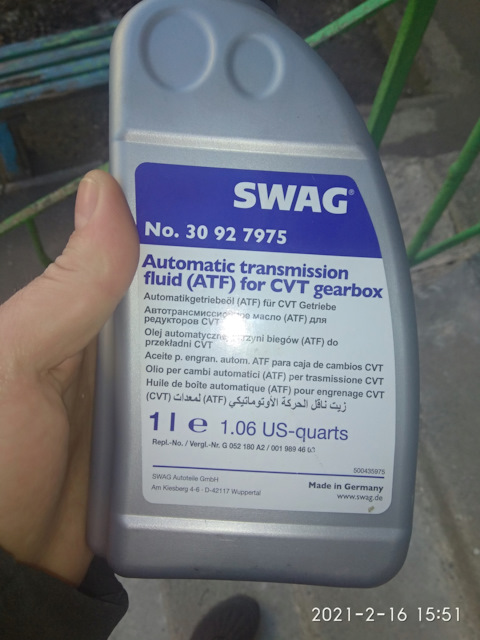 SWAG®
No. 30 92 7975
Automatic transmission
fluid (ATF) for CVT gearbox
Automatikgetriebeöl (ATF) für CVT Getriebe
Автотрансмиссионное масло (ATF) для
редукторов CVT
Olej automatycznej skrzyni biegów (ATF) do
przekładni CVT
Aceite p. engran. autom. ATF para caja de cambios CVT
Olio per cambi automatici (ATF) per trasmissione CVT
Huile de boîte automatique (ATF) pour engrenage CVT
زيت ناقل الحركة الأوتوماتيكي (ATF) لمعدات (CVT)
1 l e 1.06 US-quarts
Repl.-No. / Vergl.-Nr. G 052 180 A2 / 001 989 46
500435975
SWAG Autoteile GmbH
Am Kiesberg 4-6 · D-42117 Wuppertal
Made in Germany
www.swag.de
2021-2-16 15:51